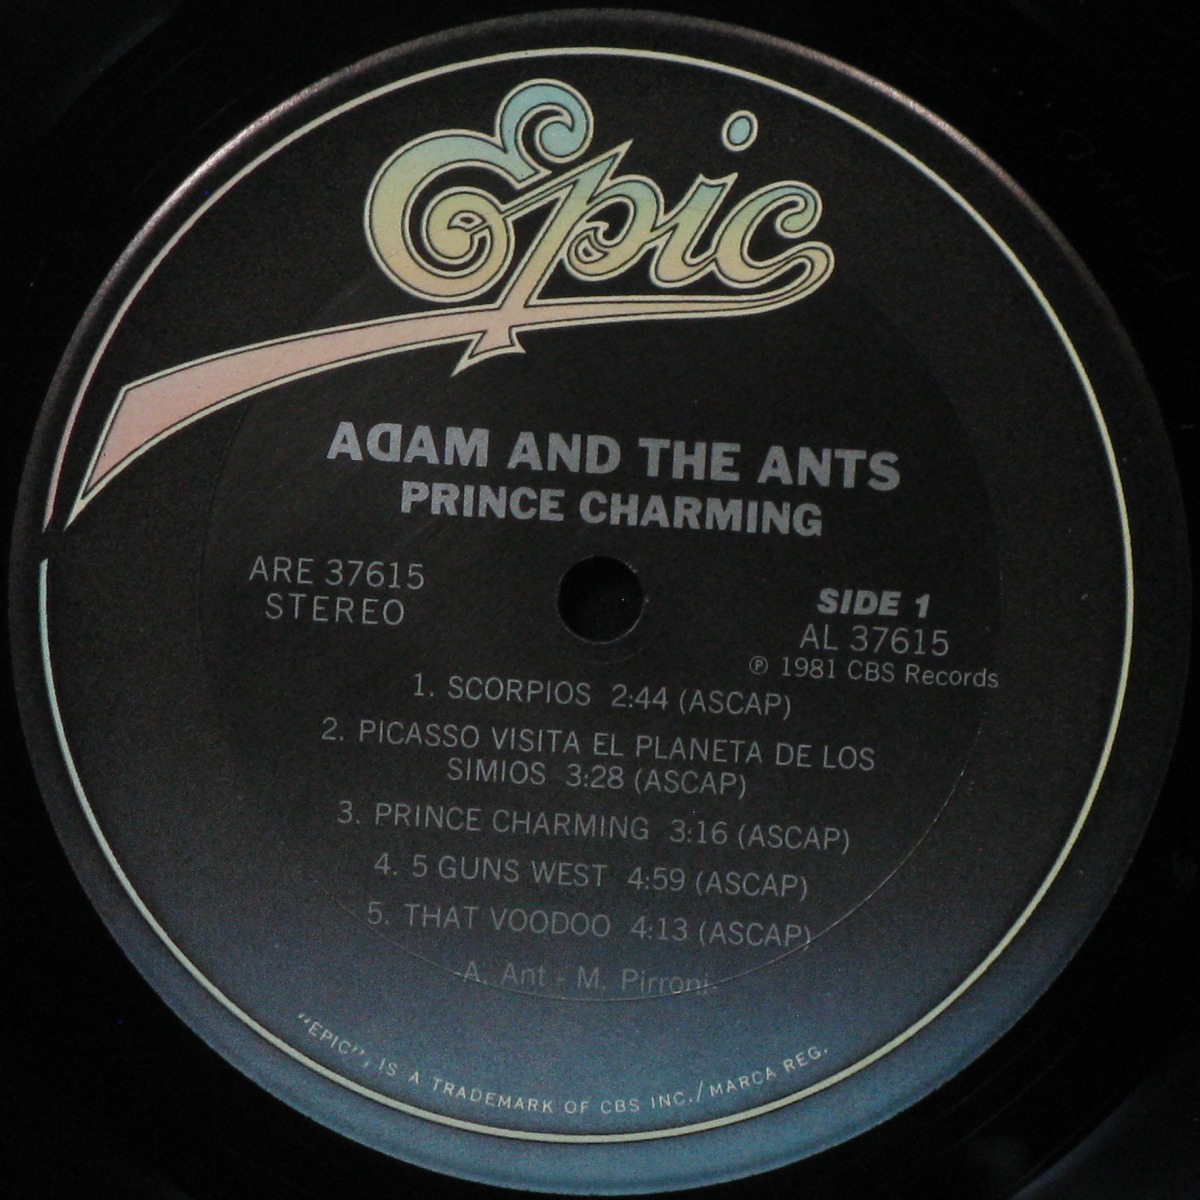 Epic
ADAM AND THE ANTS
PRINCE CHARMING
ARE 37615
STEREO
SIDE 1
AL 37615
℗ 1981 CBS Records
1. SCORPIOS 2:44 (ASCAP)
2. PICASSO VISITA EL PLANETA DE LOS
SIMIOS 3:28 (ASCAP)
3. PRINCE CHARMING 3:16 (ASCAP)
4. 5 GUNS WEST 4:59 (ASCAP)
5. THAT VOODOO 4:13 (ASCAP)
-A. Ant - M. Pirroni-
"EPIC", IS A TRADEMARK OF CBS INC./MARCA REG.